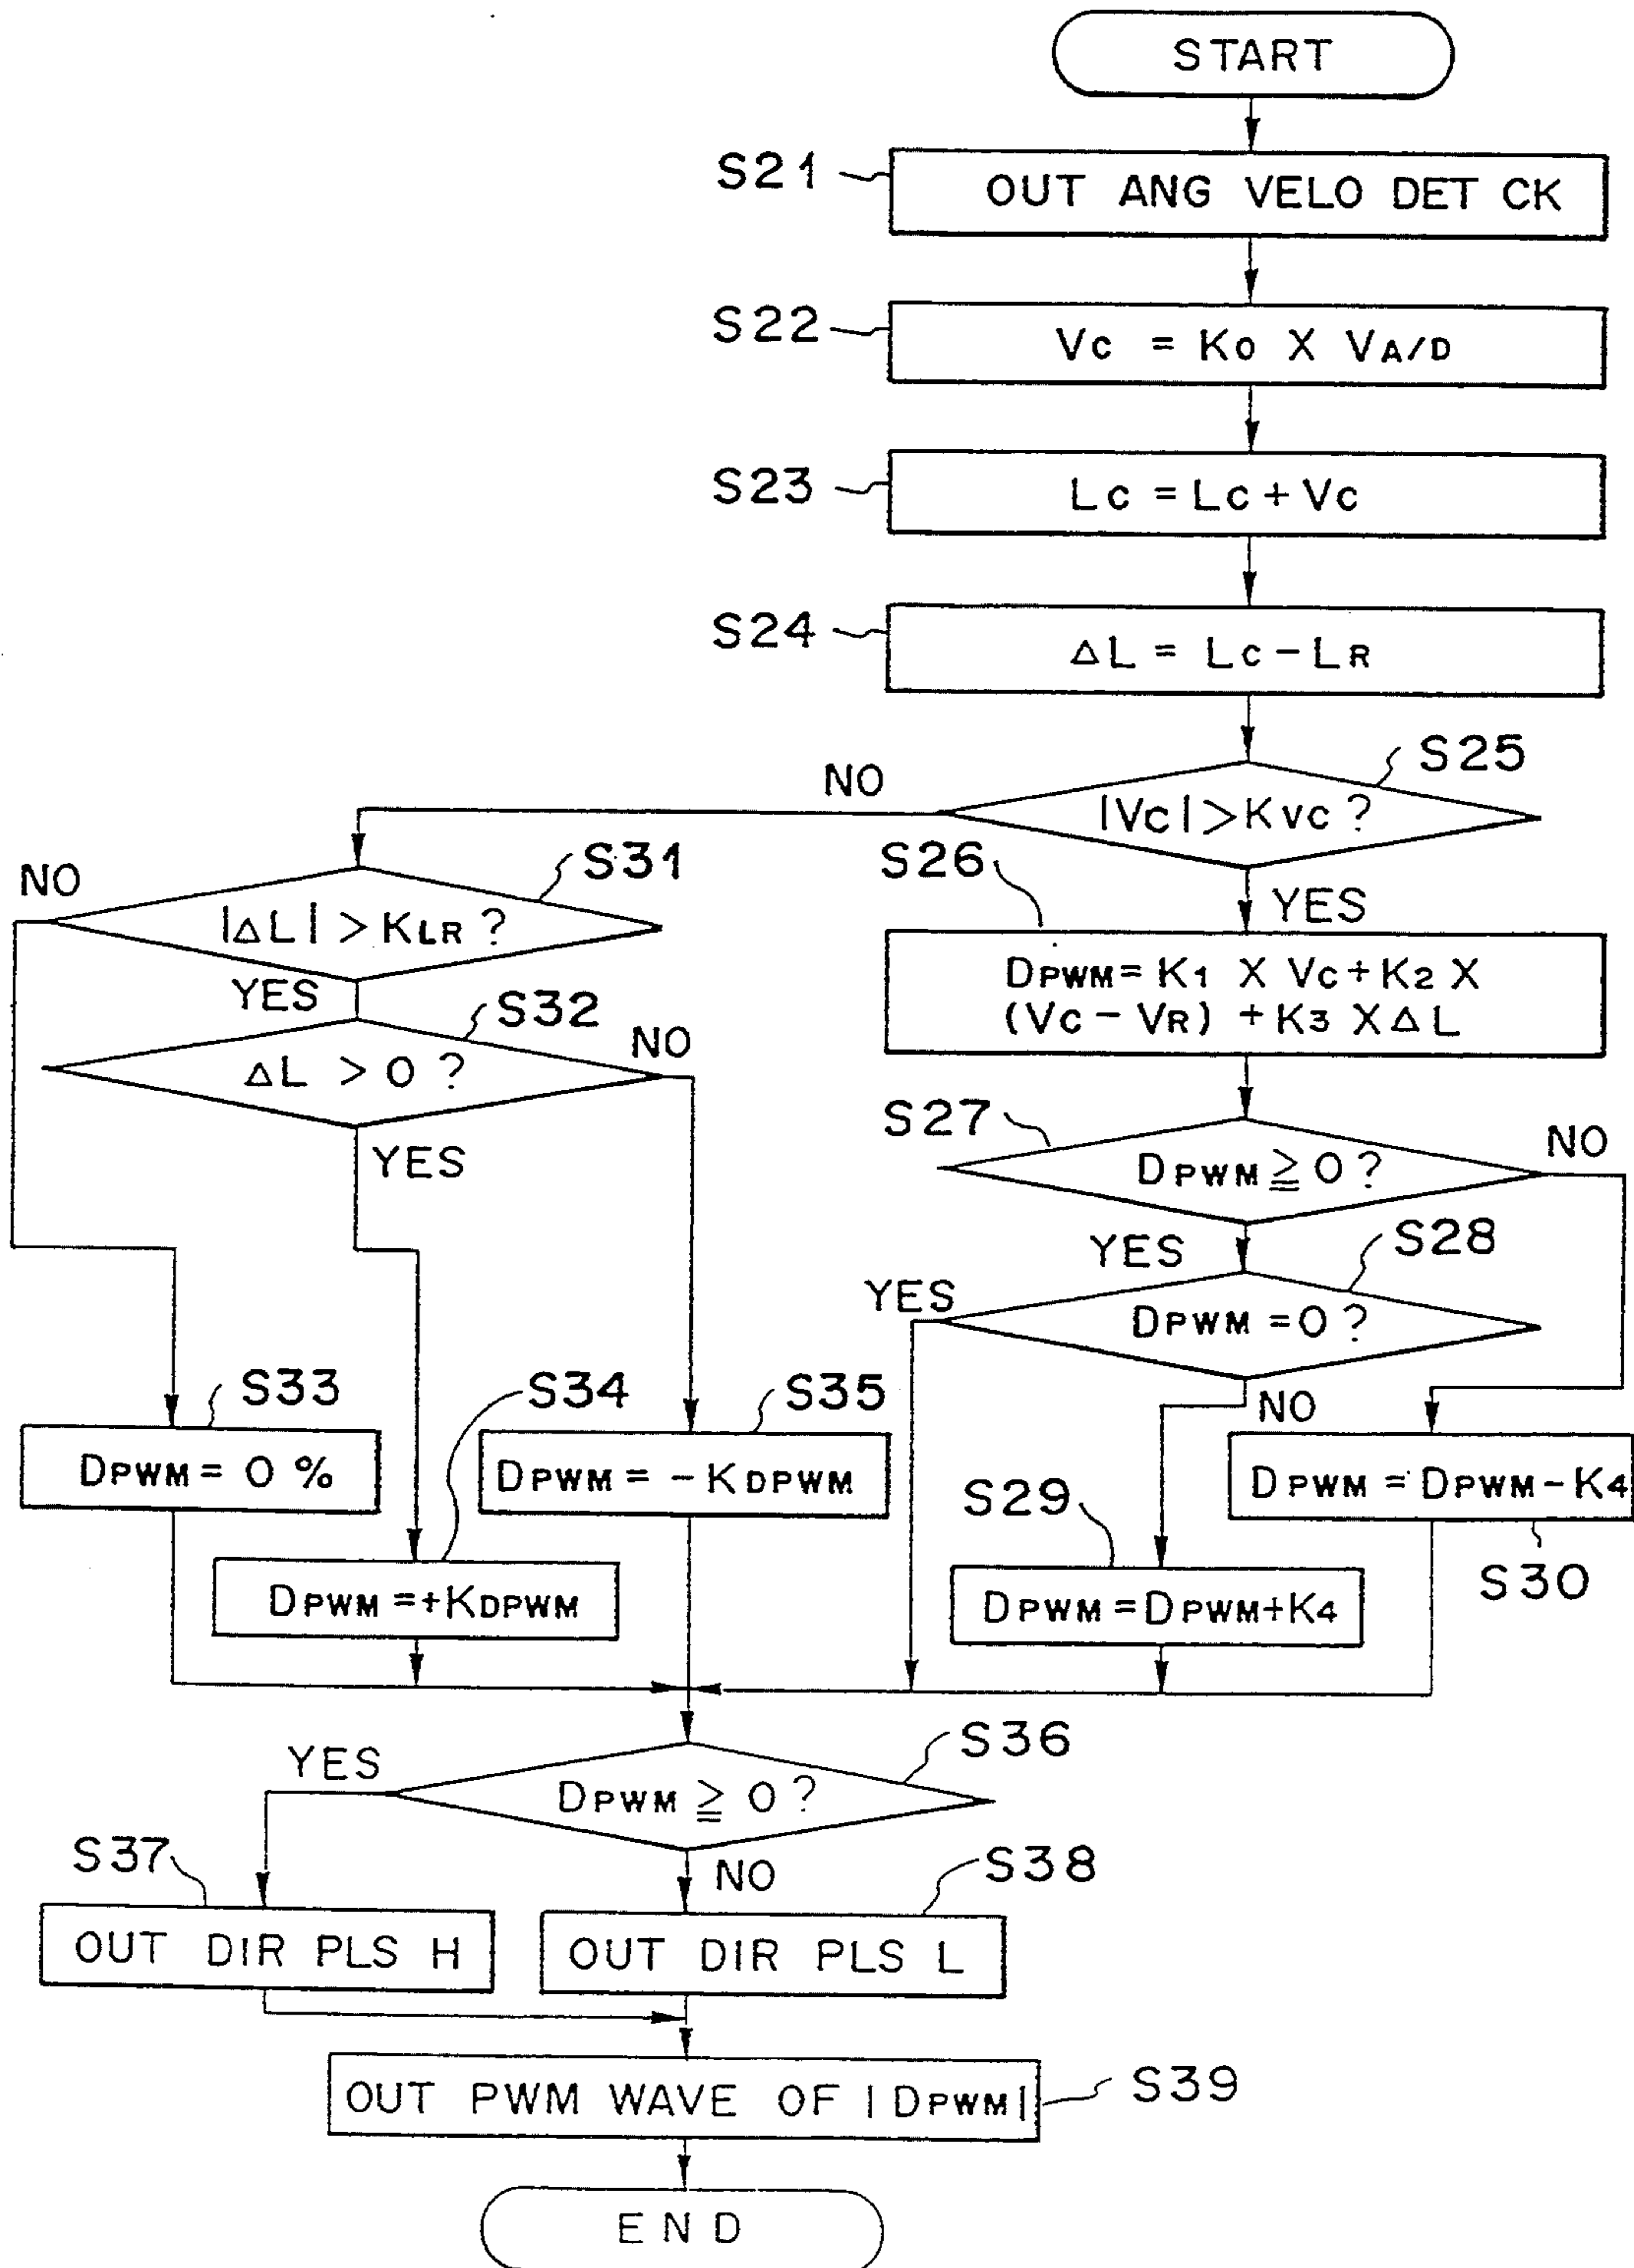 START
S21
OUT ANG VELO DET CK
S22
VC = K0 X VA/D
S23
LC = LC + VC
S24
ΔL = LC - LR
S25
|VC| > KVC ?
NO
YES
S31
|ΔL| > KLR ?
NO
YES
S26
DPWM = K1 X VC + K2 X
(VC - VR) + K3 X ΔL
S32
ΔL > 0 ?
NO
YES
S27
DPWM ≧ 0 ?
NO
YES
S28
DPWM = 0 ?
YES
NO
S33
DPWM = 0 %
S34
DPWM = +KDPWM
S35
DPWM = -KDPWM
S29
DPWM = DPWM + K4
DPWM = DPWM - K4
S30
S36
DPWM ≧ 0 ?
YES
NO
S37
OUT DIR PLS H
S38
OUT DIR PLS L
OUT PWM WAVE OF |DPWM|
S39
END